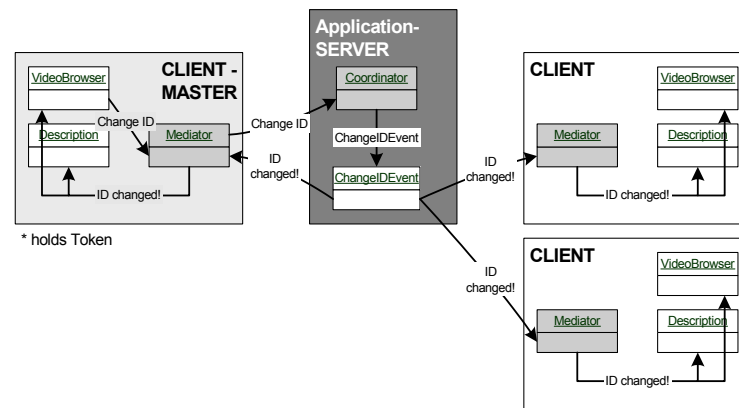 Application-
SERVER
CLIENT -
MASTER
VideoBrowser
Change ID
Description
Mediator
ID changed!
* holds Token
Change ID
ID
changed!
Coordinator
ChangeIDEvent
ChangeIDEvent
ID
changed!
ID
changed!
CLIENT
VideoBrowser
Mediator
Description
ID changed!
CLIENT
VideoBrowser
Mediator
Description
ID changed!